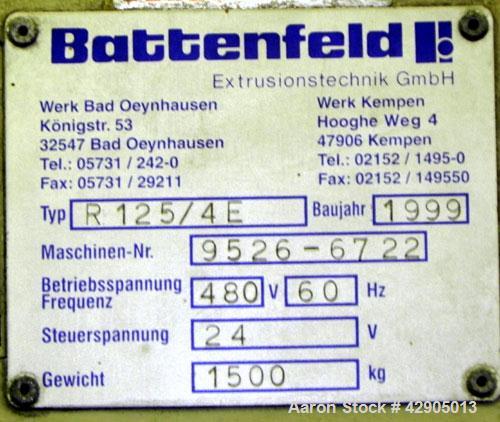 Battenfeld
Extrusionstechnik GmbH
Werk Bad Oeynhausen
Königstr. 53
32547 Bad Oeynhausen
Tel.: 05731 / 242-0
Fax: 05731 / 29211
Werk Kempen
Hooghe Weg 4
47906 Kempen
Tel.: 02152 / 1495-0
Fax: 02152 / 149550
Typ R 125/4E Baujahr 1999
Maschinen-Nr. 9526-6722
Betriebsspannung
Frequenz 480 V 60 Hz
Steuerspannung 24 V
Gewicht 1500 kg
Aaron Stock # 42905013